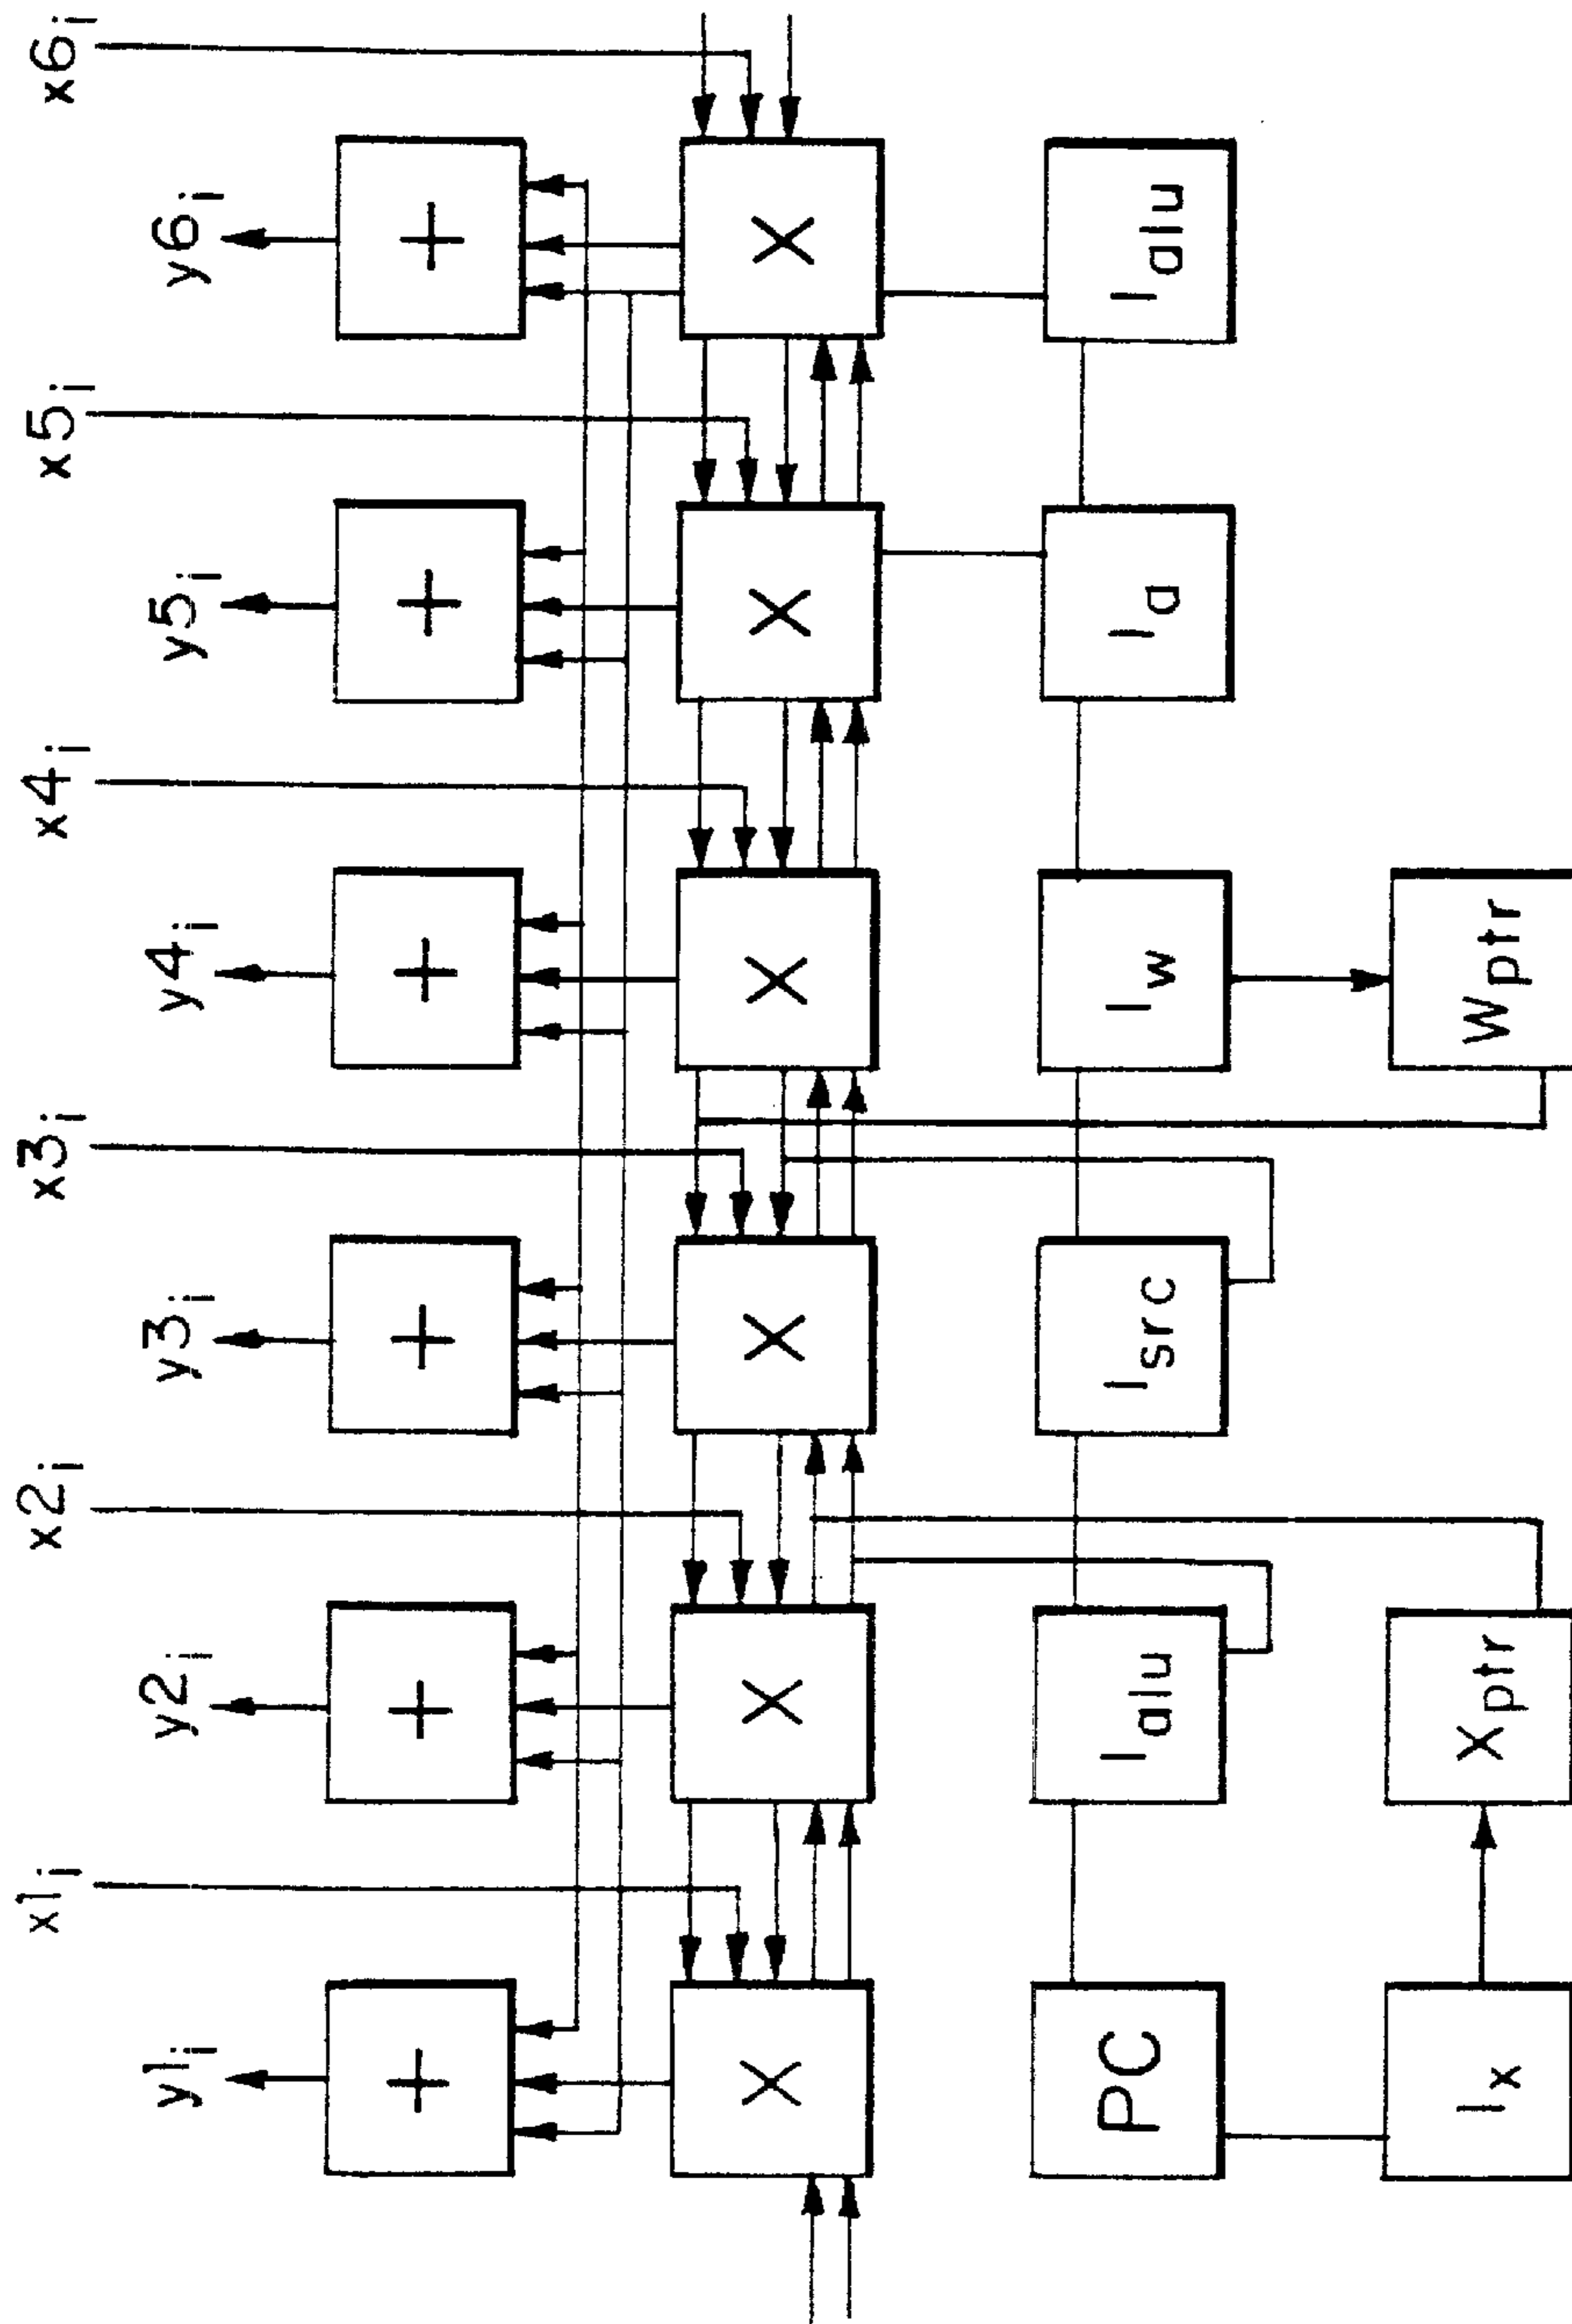 x1i
x2i
x3i
x4i
x5i
x6i
y1i
y2i
y3i
y4i
y5i
y6i
+
+
+
+
+
+
X
X
X
X
X
X
PC
Ialu
Isrc
Iw
Ia
Ialu
Ix
Xptr
Wptr